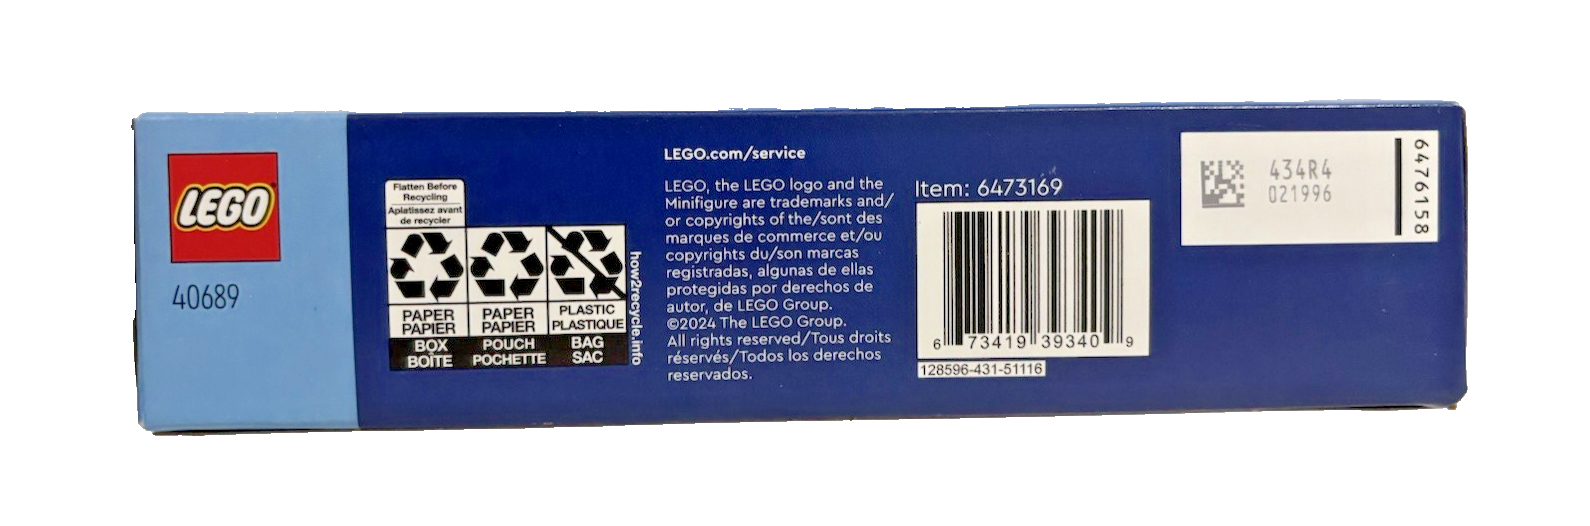 LEGO
40689
Flatten Before
Recycling
Aplatissez avant
de recycler
PAPER
PAPIER
BOX
BOÎTE
PAPER
PAPIER
POUCH
POCHETTE
PLASTIC
PLASTIQUE
BAG
SAC
how2recycle.info
LEGO.com/service
LEGO, the LEGO logo and the
Minifigure are trademarks and/
or copyrights of the/sont des
marques de commerce et/ou
copyrights du/son marcas
registradas, algunas de ellas
protegidas por derechos de
autor, de LEGO Group.
©2024 The LEGO Group.
All rights reserved/Tous droits
réservés/Todos los derechos
reservados.
Item: 6473169
6 73419 39340 9
128596-431-51116
434R4
021996
6476158